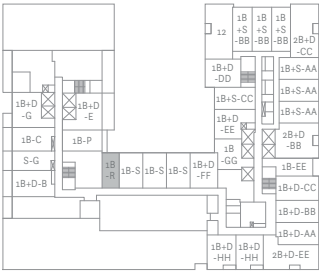 12
1B
+S
-BB
1B
+S
-BB
1B
+S
-BB
2B+D
-CC
1B+D
-DD
1B+S-AA
1B+S-AA
1B+S-CC
1B+S-AA
1B+D
-G
1B+D
-E
1B+D
-EE
2B+D
-BB
1B-C
1B-P
1B
-GG
S-G
1B
-R
1B-S
1B-S
1B-S
1B+D
-FF
1B-EE
1B+D-B
1B+D-CC
1B+D-BB
1B+D-AA
1B+D
-HH
1B+D
-HH
2B+D-EE